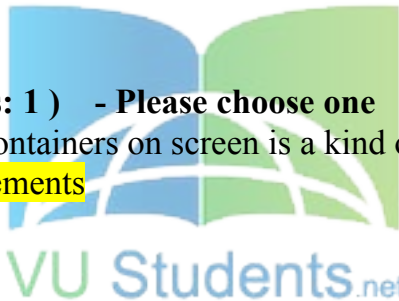 : 1 ) - Please choose one
ontainers on screen is a kind
ements
VU Students.net